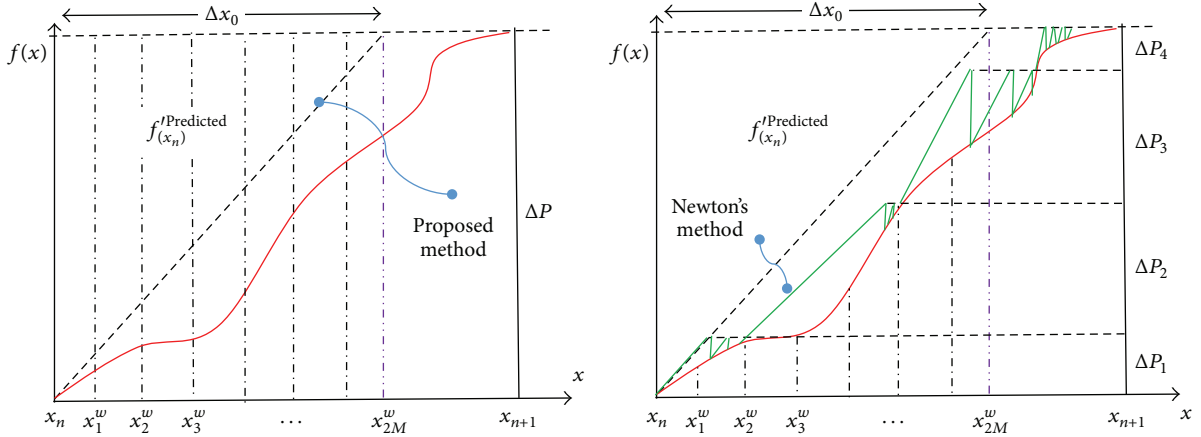 Δx₀
f(x)
f′ᴾʳᵉᵈⁱᶜᵗᵉᵈ₍ₓₙ₎
Proposed
method
ΔP
x
xₙ x₁ʷ x₂ʷ x₃ʷ ... x₂Mʷ xₙ₊₁
Δx₀
f(x)
f′ᴾʳᵉᵈⁱᶜᵗᵉᵈ₍ₓₙ₎
Newton's
method
ΔP₄
ΔP₃
ΔP₂
ΔP₁
xₙ x₁ʷ x₂ʷ x₃ʷ ... x₂Mʷ xₙ₊₁ x